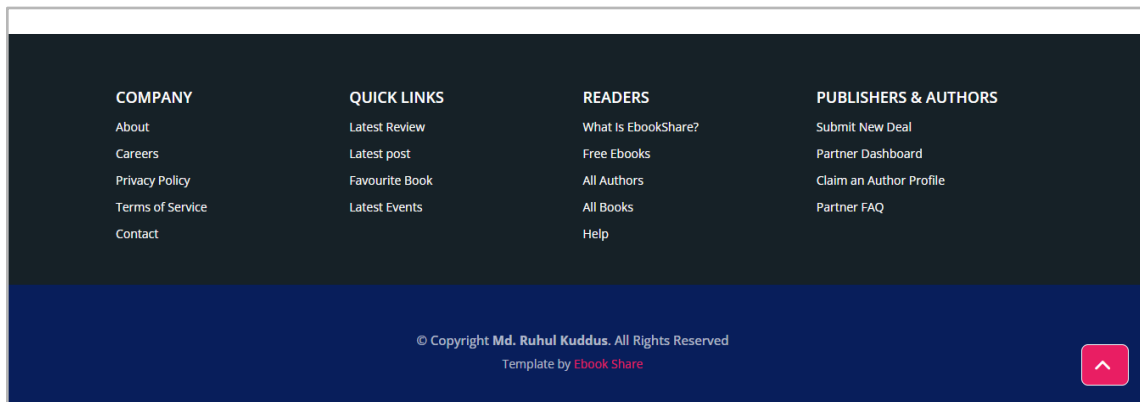 COMPANY
About
Careers
Privacy Policy
Terms of Service
Contact
QUICK LINKS
Latest Review
Latest post
Favourite Book
Latest Events
READERS
What Is EbookShare?
Free Ebooks
All Authors
All Books
Help
PUBLISHERS & AUTHORS
Submit New Deal
Partner Dashboard
Claim an Author Profile
Partner FAQ
© Copyright Md. Ruhul Kuddus. All Rights Reserved
Template by Ebook Share